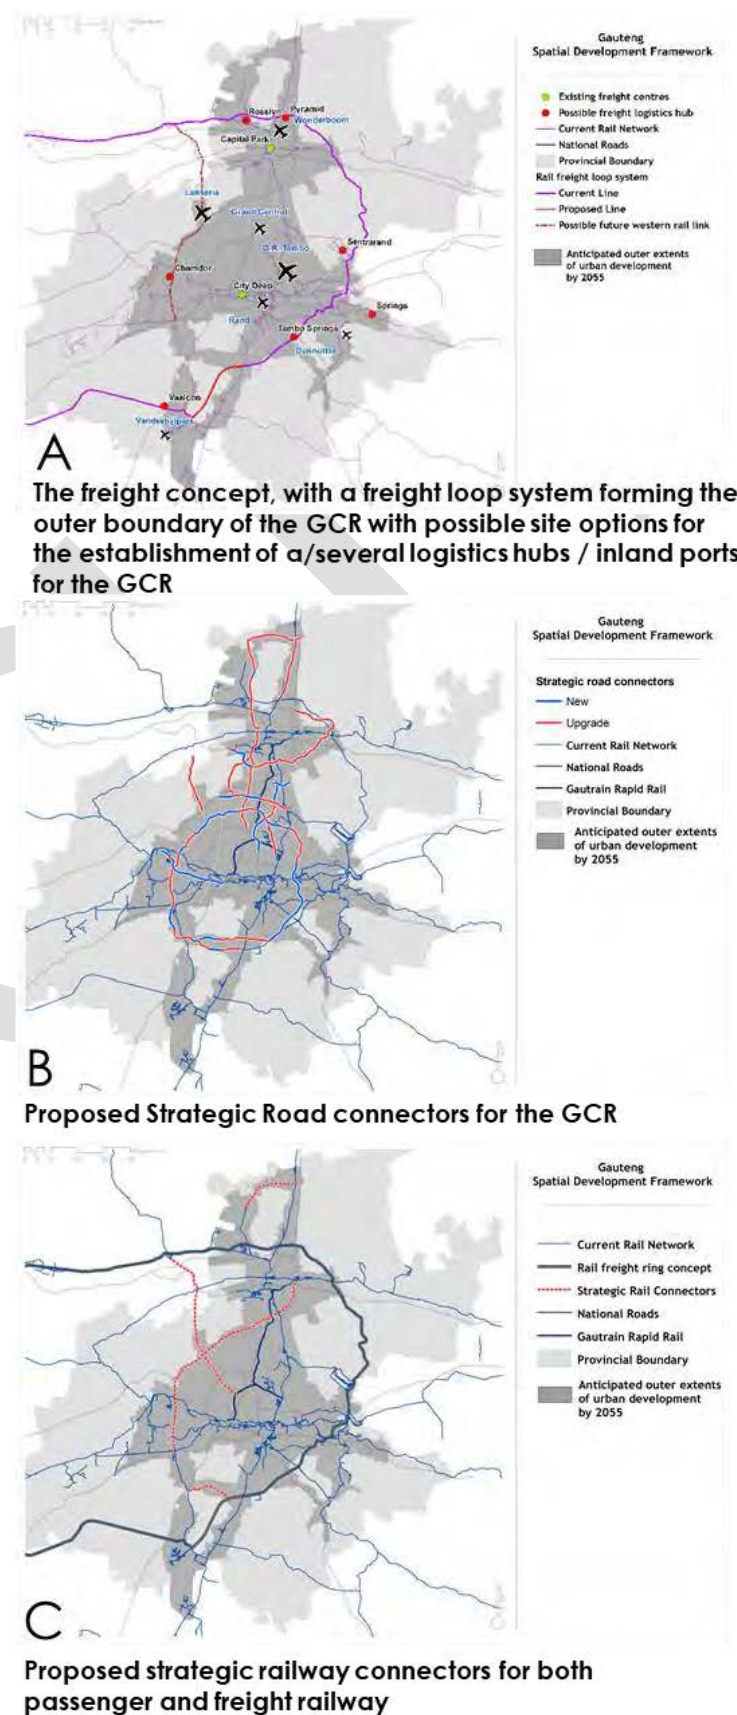 Gauteng
Spatial Development Framework
Existing freight centres
Possible freight logistics hub
Current Rail Network
National Roads
Provincial Boundary
Rail freight loop system
Current Line
Proposed Line
Possible future western rail link
Anticipated outer extents
of urban development
by 2055
Rosslyn
Pyramid
Wonderboom
Capital Park
Lanseria
Grand Central
O.R. Tambo
Sentrarand
Chamdor
City Deep
Rand
Springs
Tambo Springs
Dunnottar
Vaalcon
Vanderbijlpark
A
The freight concept, with a freight loop system forming the
outer boundary of the GCR with possible site options for
the establishment of a/several logistics hubs / inland ports
for the GCR
Gauteng
Spatial Development Framework
Strategic road connectors
New
Upgrade
Current Rail Network
National Roads
Gautrain Rapid Rail
Provincial Boundary
Anticipated outer extents
of urban development
by 2055
B
Proposed Strategic Road connectors for the GCR
Gauteng
Spatial Development Framework
Current Rail Network
Rail freight ring concept
Strategic Rail Connectors
National Roads
Gautrain Rapid Rail
Provincial Boundary
Anticipated outer extents
of urban development
by 2055
C
Proposed strategic railway connectors for both
passenger and freight railway